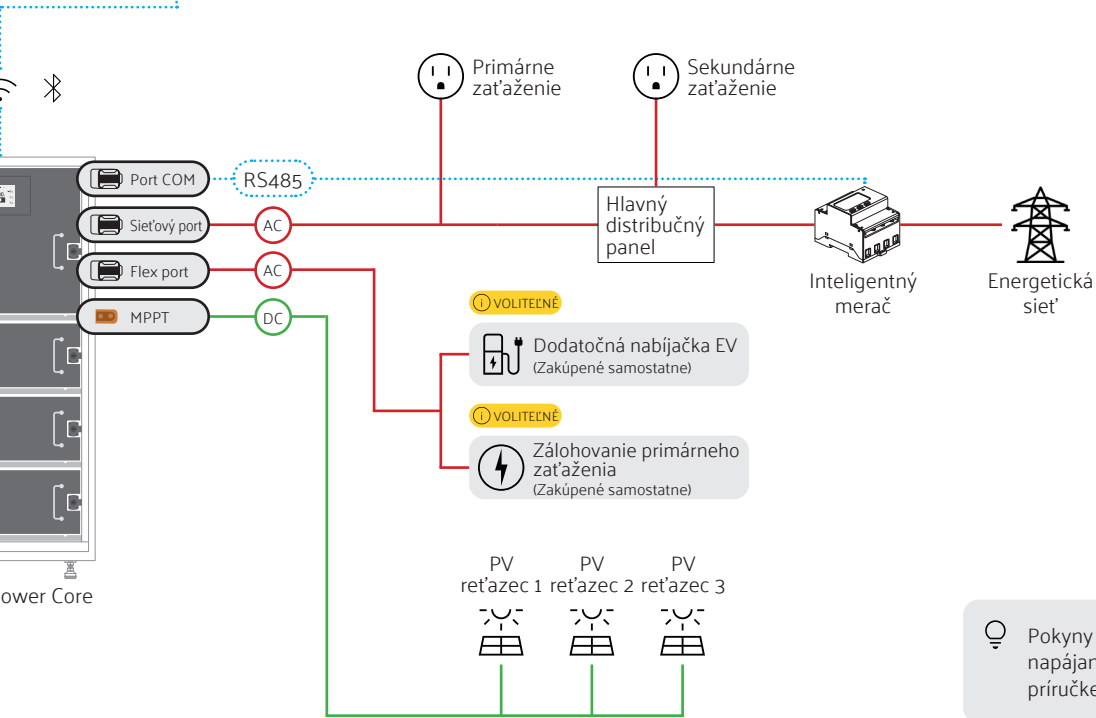 Primárne
zaťaženie
Sekundárne
zaťaženie
Port COM
RS485
Sieťový port
AC
Hlavný
distribučný
panel
Flex port
AC
MPPT
DC
Inteligentný
merač
Energetická
sieť
i VOLITEĽNÉ
Dodatočná nabíjačka EV
(Zakúpené samostatne)
i VOLITEĽNÉ
Zálohovanie primárneho
zaťaženia
(Zakúpené samostatne)
PV
reťazec 1
PV
reťazec 2
PV
reťazec 3
ower Core
Pokyny
napájan
príručke